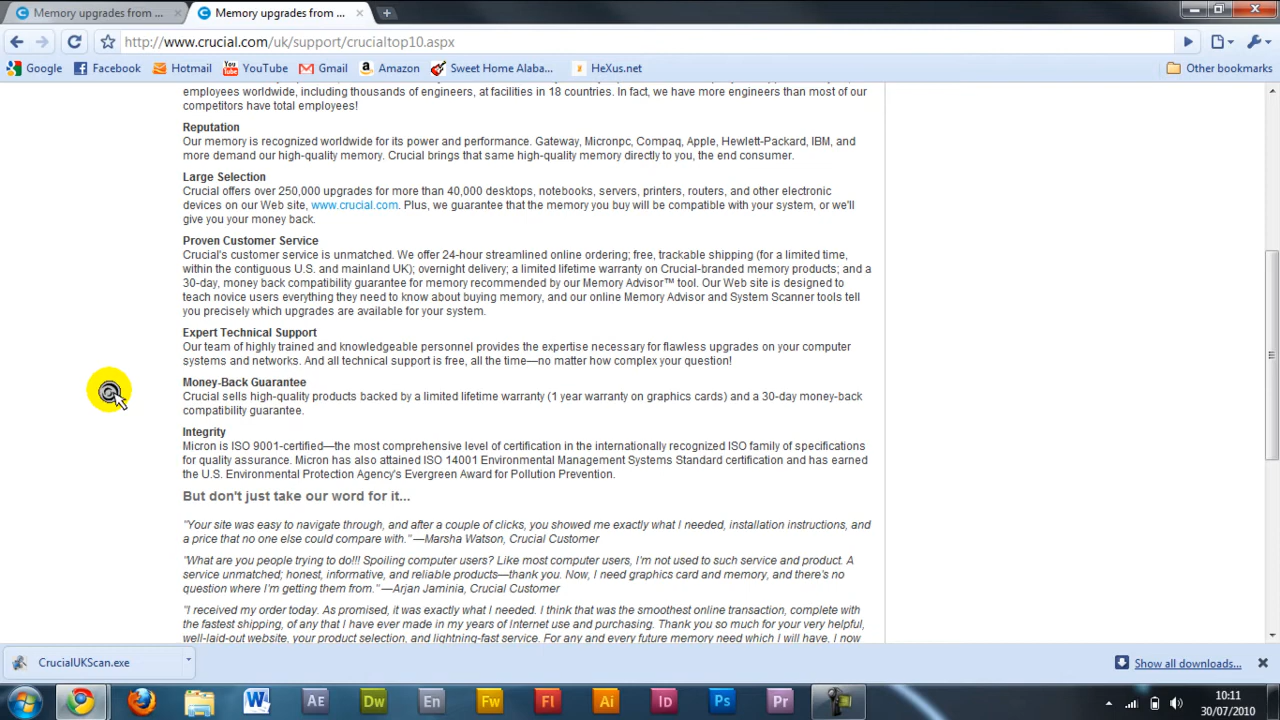 Memory upgrades from ...
Memory upgrades from ...
http://www.crucial.com/uk/support/crucialtop10.aspx
Google
Facebook
Hotmail
YouTube
Gmail
Amazon
Sweet Home Alaba...
HeXus.net
Other bookmarks
employees worldwide, including thousands of engineers, at facilities in 18 countries. In fact, we have more engineers than most of our
competitors have total employees!
Reputation
Our memory is recognized worldwide for its power and performance. Gateway, Micronpc, Compaq, Apple, Hewlett-Packard, IBM, and
more demand our high-quality memory. Crucial brings that same high-quality memory directly to you, the end consumer.
Large Selection
Crucial offers over 250,000 upgrades for more than 40,000 desktops, notebooks, servers, printers, routers, and other electronic
devices on our Web site, www.crucial.com. Plus, we guarantee that the memory you buy will be compatible with your system, or we'll
give you your money back.
Proven Customer Service
Crucial's customer service is unmatched. We offer 24-hour streamlined online ordering; free, trackable shipping (for a limited time,
within the contiguous U.S. and mainland UK); overnight delivery; a limited lifetime warranty on Crucial-branded memory products; and a
30-day, money back compatibility guarantee for memory recommended by our Memory Advisor™ tool. Our Web site is designed to
teach novice users everything they need to know about buying memory, and our online Memory Advisor and System Scanner tools tell
you precisely which upgrades are available for your system.
Expert Technical Support
Our team of highly trained and knowledgeable personnel provides the expertise necessary for flawless upgrades on your computer
systems and networks. And all technical support is free, all the time—no matter how complex your question!
Money-Back Guarantee
Crucial sells high-quality products backed by a limited lifetime warranty (1 year warranty on graphics cards) and a 30-day money-back
compatibility guarantee.
Integrity
Micron is ISO 9001-certified—the most comprehensive level of certification in the internationally recognized ISO family of specifications
for quality assurance. Micron has also attained ISO 14001 Environmental Management Systems Standard certification and has earned
the U.S. Environmental Protection Agency's Evergreen Award for Pollution Prevention.
But don't just take our word for it...
"Your site was easy to navigate through, and after a couple of clicks, you showed me exactly what I needed, installation instructions, and
a price that no one else could compare with." —Marsha Watson, Crucial Customer
"What are you people trying to do!!! Spoiling computer users? Like most computer users, I'm not used to such service and product. A
service unmatched; honest, informative, and reliable products—thank you. Now, I need graphics card and memory, and there's no
question where I'm getting them from." —Arjan Jaminia, Crucial Customer
"I received my order today. As promised, it was exactly what I needed. I think that was the smoothest online transaction, complete with
the fastest shipping, of any that I have ever made in my years of Internet use and purchasing. Thank you so much for your very helpful,
well-laid-out website, your product selection, and lightning-fast service. For any and every future memory need which I will have, I now
CrucialUKScan.exe
Show all downloads...
Ae
Dw
En
Fw
Fl
Ai
Id
Ps
Pr
10:11
30/07/2010